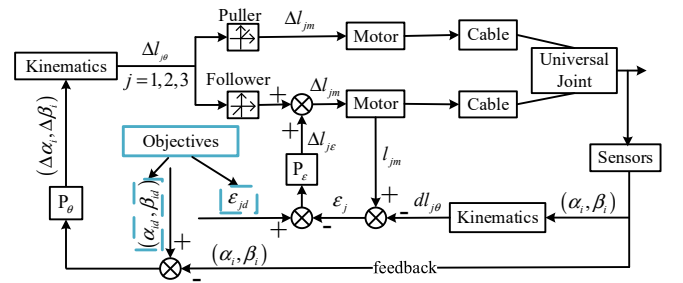 Puller
Δl_{jm}
Motor
Cable
Kinematics
Δl_{jθ}
j=1,2,3
Universal
Joint
Follower
+
Δl_{jm}
Motor
Cable
(Δα_i, Δβ_i)
+
Δl_{jε}
Objectives
l_{jm}
Sensors
P_θ
(α_{id}, β_{id})
ε_{jd}
P_ε
+
ε_j
+
dl_{jθ}
Kinematics
(α_i, β_i)
+
-
-
+
(α_i, β_i)
feedback
-